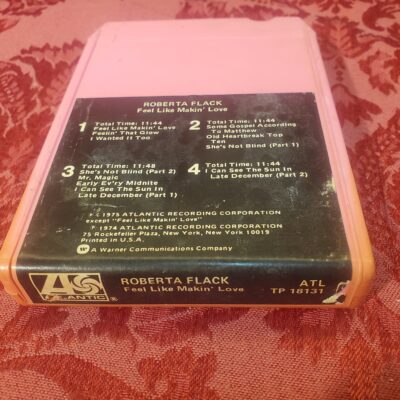 ROBERTA FLACK
Feel Like Makin' Love
1 Total Time: 11:44
Feel Like Makin' Love
Feelin' That Glow
I Wanted It Too
2 Total Time: 11:44
Some Gospel According
To Matthew
Old Heartbreak Top
Ten
She's Not Blind (Part 1)
3 Total Time: 11:48
She's Not Blind (Part 2)
Mr. Magic
Early Ev'ry Midnite
I Can See The Sun In
Late December (Part 1)
4 Total Time: 11:44
I Can See The Sun In
Late December (Part 2)
℗ © 1975 ATLANTIC RECORDING CORPORATION
except "Feel Like Makin' Love"
℗ 1974 ATLANTIC RECORDING CORPORATION
75 Rockefeller Plaza, New York, New York 10019
Printed in U.S.A.
A Warner Communications Company
ATLANTIC®
ROBERTA FLACK
Feel Like Makin' Love
ATL
TP 18131